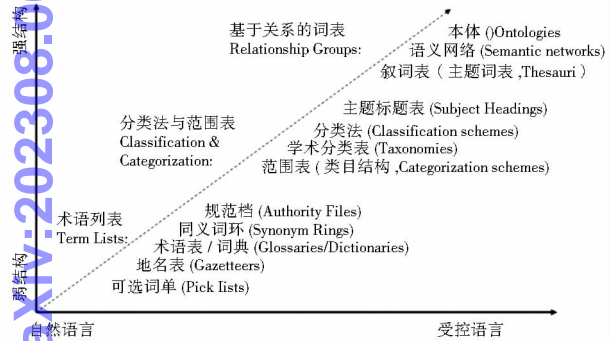 强结构
基于关系的词表
Relationship Groups:
本体 ()Ontologies
语义网络 (Semantic networks)
叙词表（主题词表 ,Thesauri）
分类法与范围表
Classification &
Categorization:
主题标题表 (Subject Headings)
分类法 (Classification schemes)
学术分类表 (Taxonomies)
范围表 ( 类目结构 ,Categorization schemes)
术语列表
Term Lists:
规范档 (Authority Files)
同义词环 (Synonym Rings)
术语表 / 词典 (Glossaries/Dictionaries)
地名表 (Gazetteers)
可选词单 (Pick Iists)
弱结构
自然语言
受控语言
aXiv:202308.0